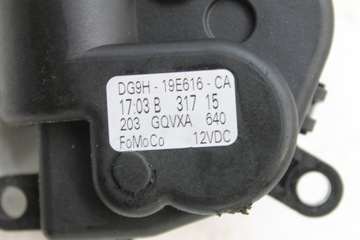 DG9H - 19E616 - CA
17:03 B 317 15
203 GQVXA 640
FoMoCo 12VDC